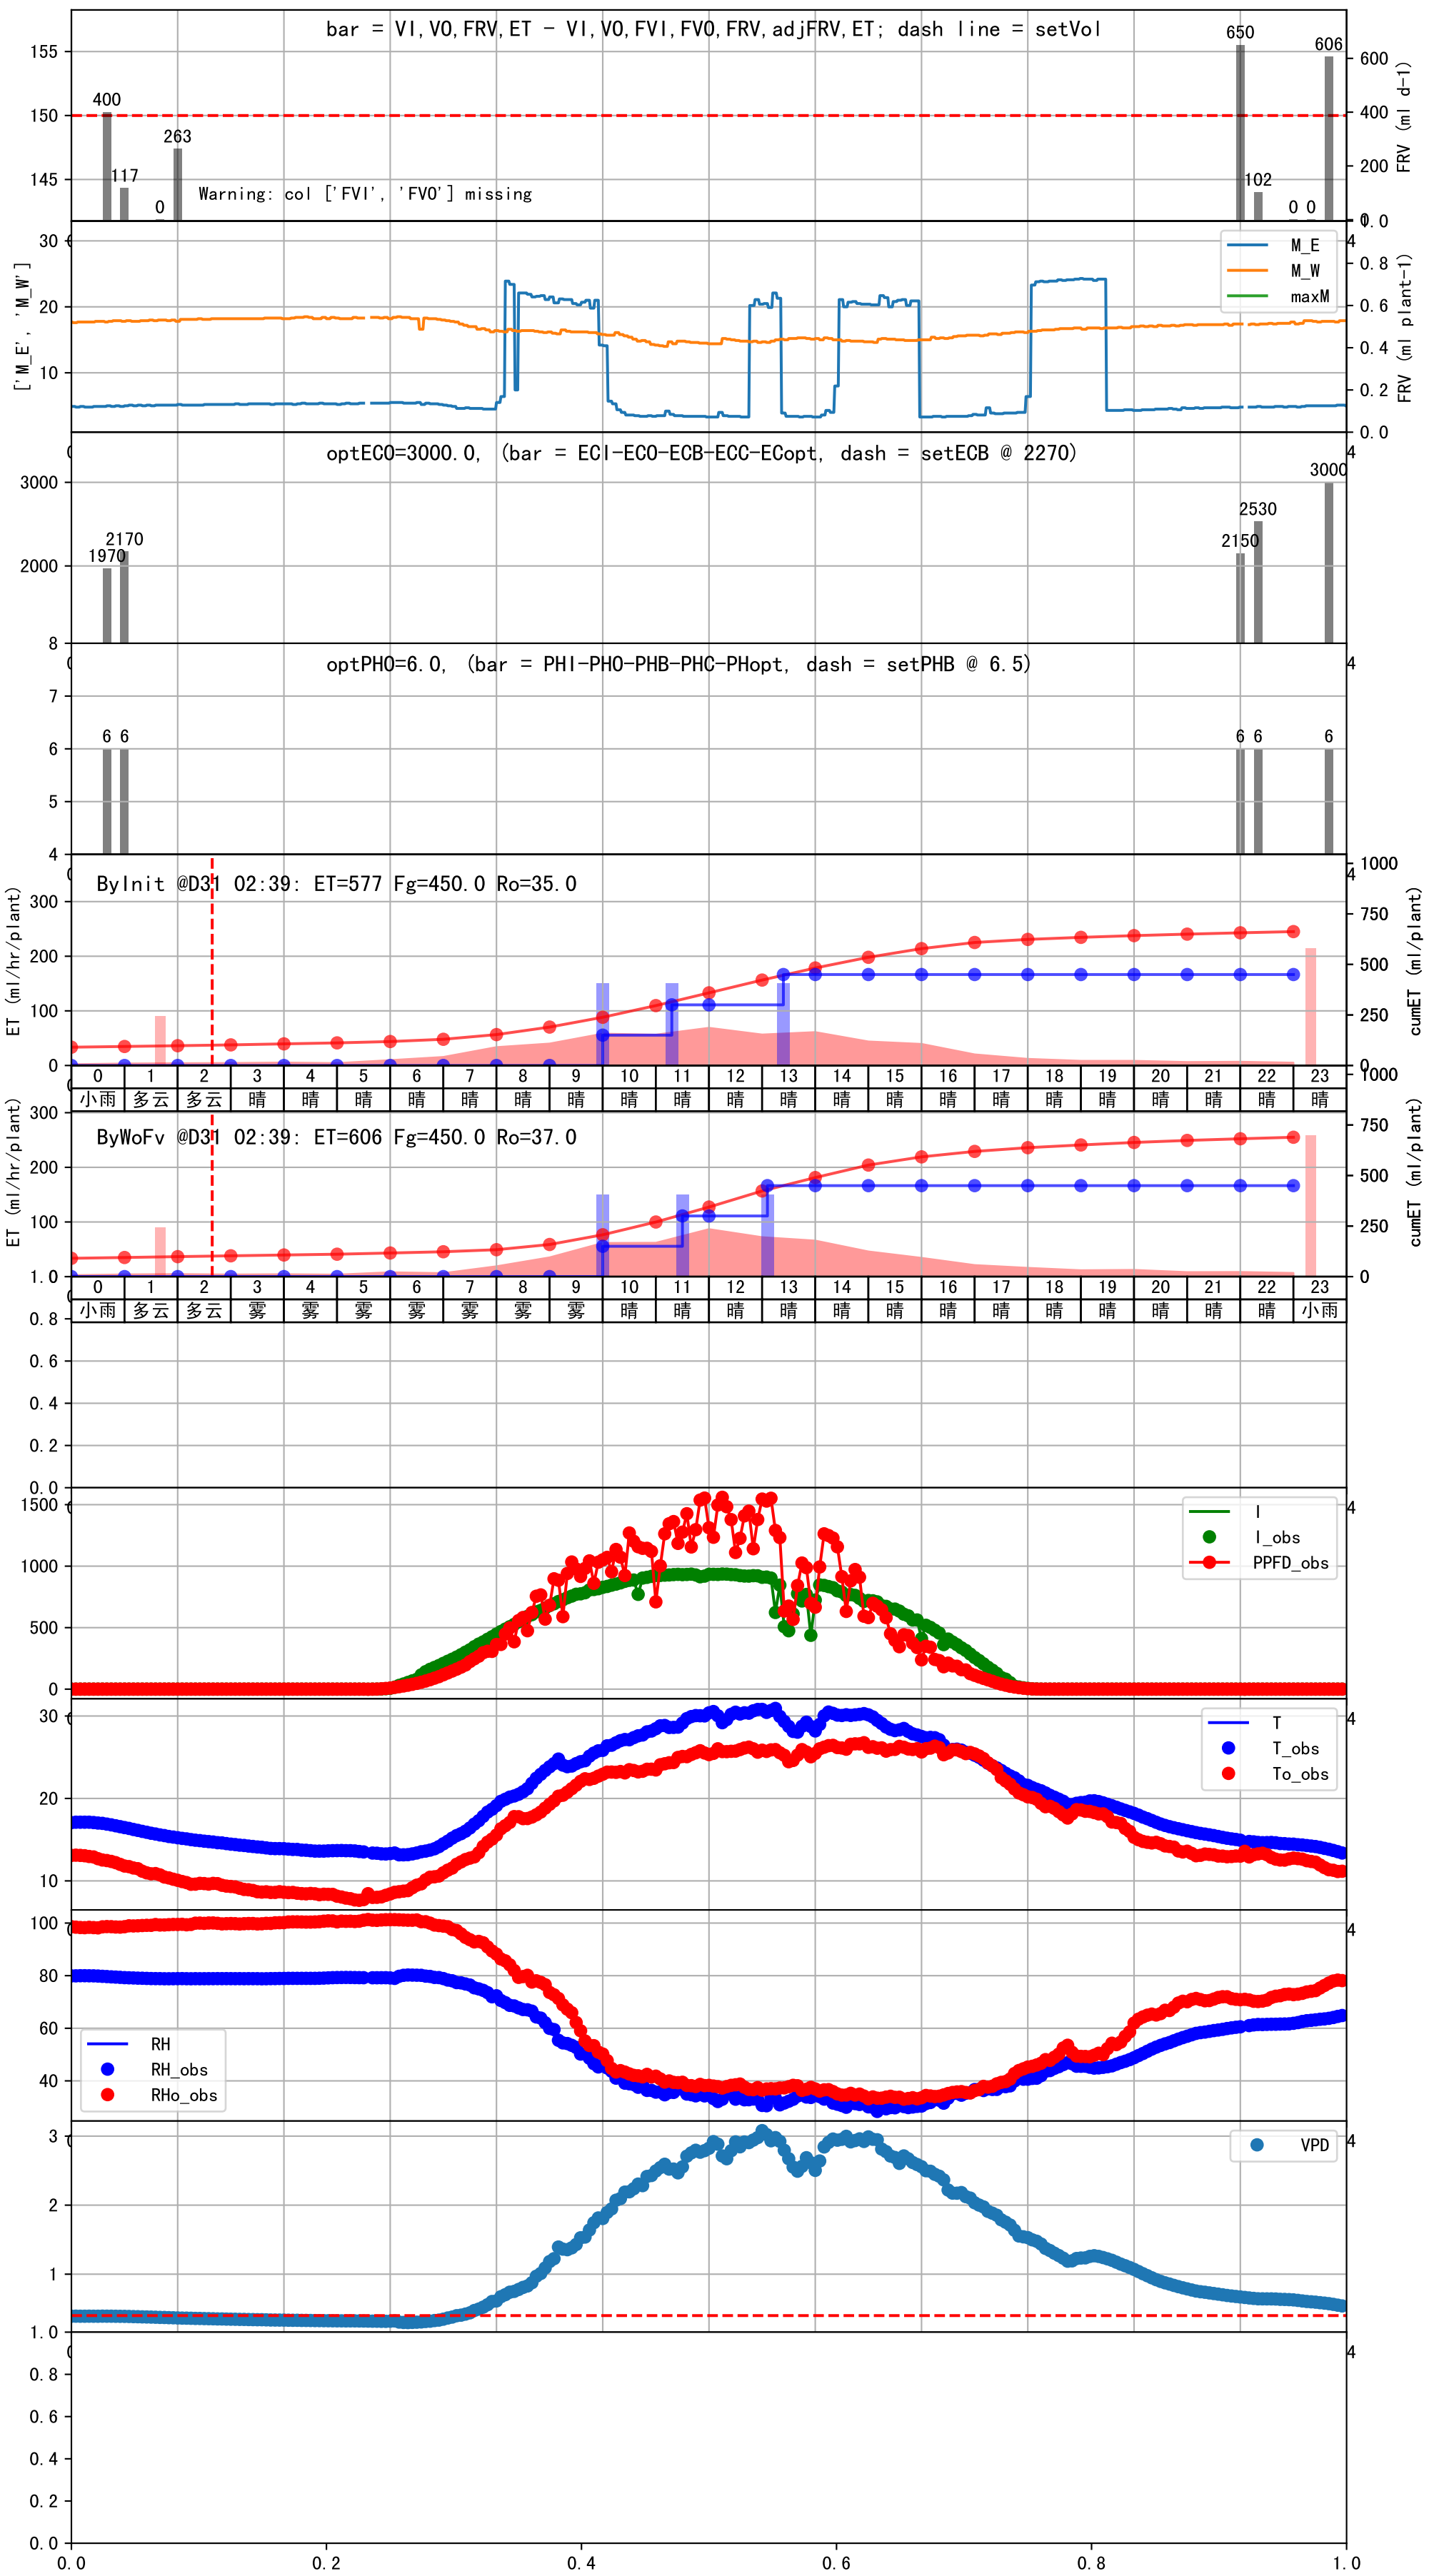 bar = VI,VO,FRV,ET - VI,VO,FVI,FVO,FRV,adjFRV,ET; dash line = setVol
155
150
145
400
117
0
263
Warning: col ['FVI', 'FVO'] missing
650
102
0 0
606
600
400
200
0
FRV (ml d-1)
1.0
['M_E', 'M_W']
30
20
10
M_E
M_W
maxM
4
0.8
0.6
0.4
0.2
0.0
FRV (ml plant-1)
optECO=3000.0, (bar = ECI-ECO-ECB-ECC-ECopt, dash = setECB @ 2270)
4
3000
2000
1970
2170
2150
2530
3000
optPHO=6.0, (bar = PHI-PHO-PHB-PHC-PHopt, dash = setPHB @ 6.5)
4
8
7
6
5
4
6 6
6 6
6
ByInit @D31 02:39: ET=577 Fg=450.0 Ro=35.0
4
ET (ml/hr/plant)
300
200
100
0
1000
750
500
250
0
cumET (ml/plant)
0 1 2 3 4 5 6 7 8 9 10 11 12 13 14 15 16 17 18 19 20 21 22 23
小雨 多云 多云 晴 晴 晴 晴 晴 晴 晴 晴 晴 晴 晴 晴 晴 晴 晴 晴 晴 晴 晴 晴 晴
ByWoFv @D31 02:39: ET=606 Fg=450.0 Ro=37.0
ET (ml/hr/plant)
300
200
100
1000
750
500
250
0
cumET (ml/plant)
0 1 2 3 4 5 6 7 8 9 10 11 12 13 14 15 16 17 18 19 20 21 22 23
小雨 多云 多云 雾 雾 雾 雾 雾 雾 雾 晴 晴 晴 晴 晴 晴 晴 晴 晴 晴 晴 晴 晴 小雨
1.0
0.8
0.6
0.4
0.2
0.0
1500
1000
500
0
I
I_obs
PPFD_obs
4
30
20
10
T
T_obs
To_obs
4
100
80
60
40
RH
RH_obs
RHo_obs
4
3
2
1
VPD
4
1.0
0.8
0.6
0.4
0.2
0.0
4
0.0 0.2 0.4 0.6 0.8 1.0